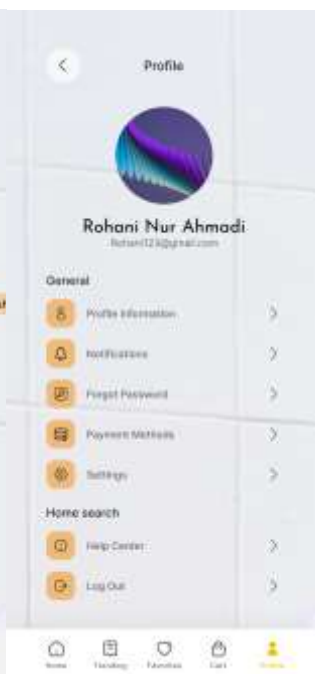 Profile
Rohani Nur Ahmadi
Rohani123@gmail.com
General
Profile Information
Notifications
Forgot Password
Payment Methods
Settings
Home search
Help Center
Log Out
Home
Favorites
Cart
Profile